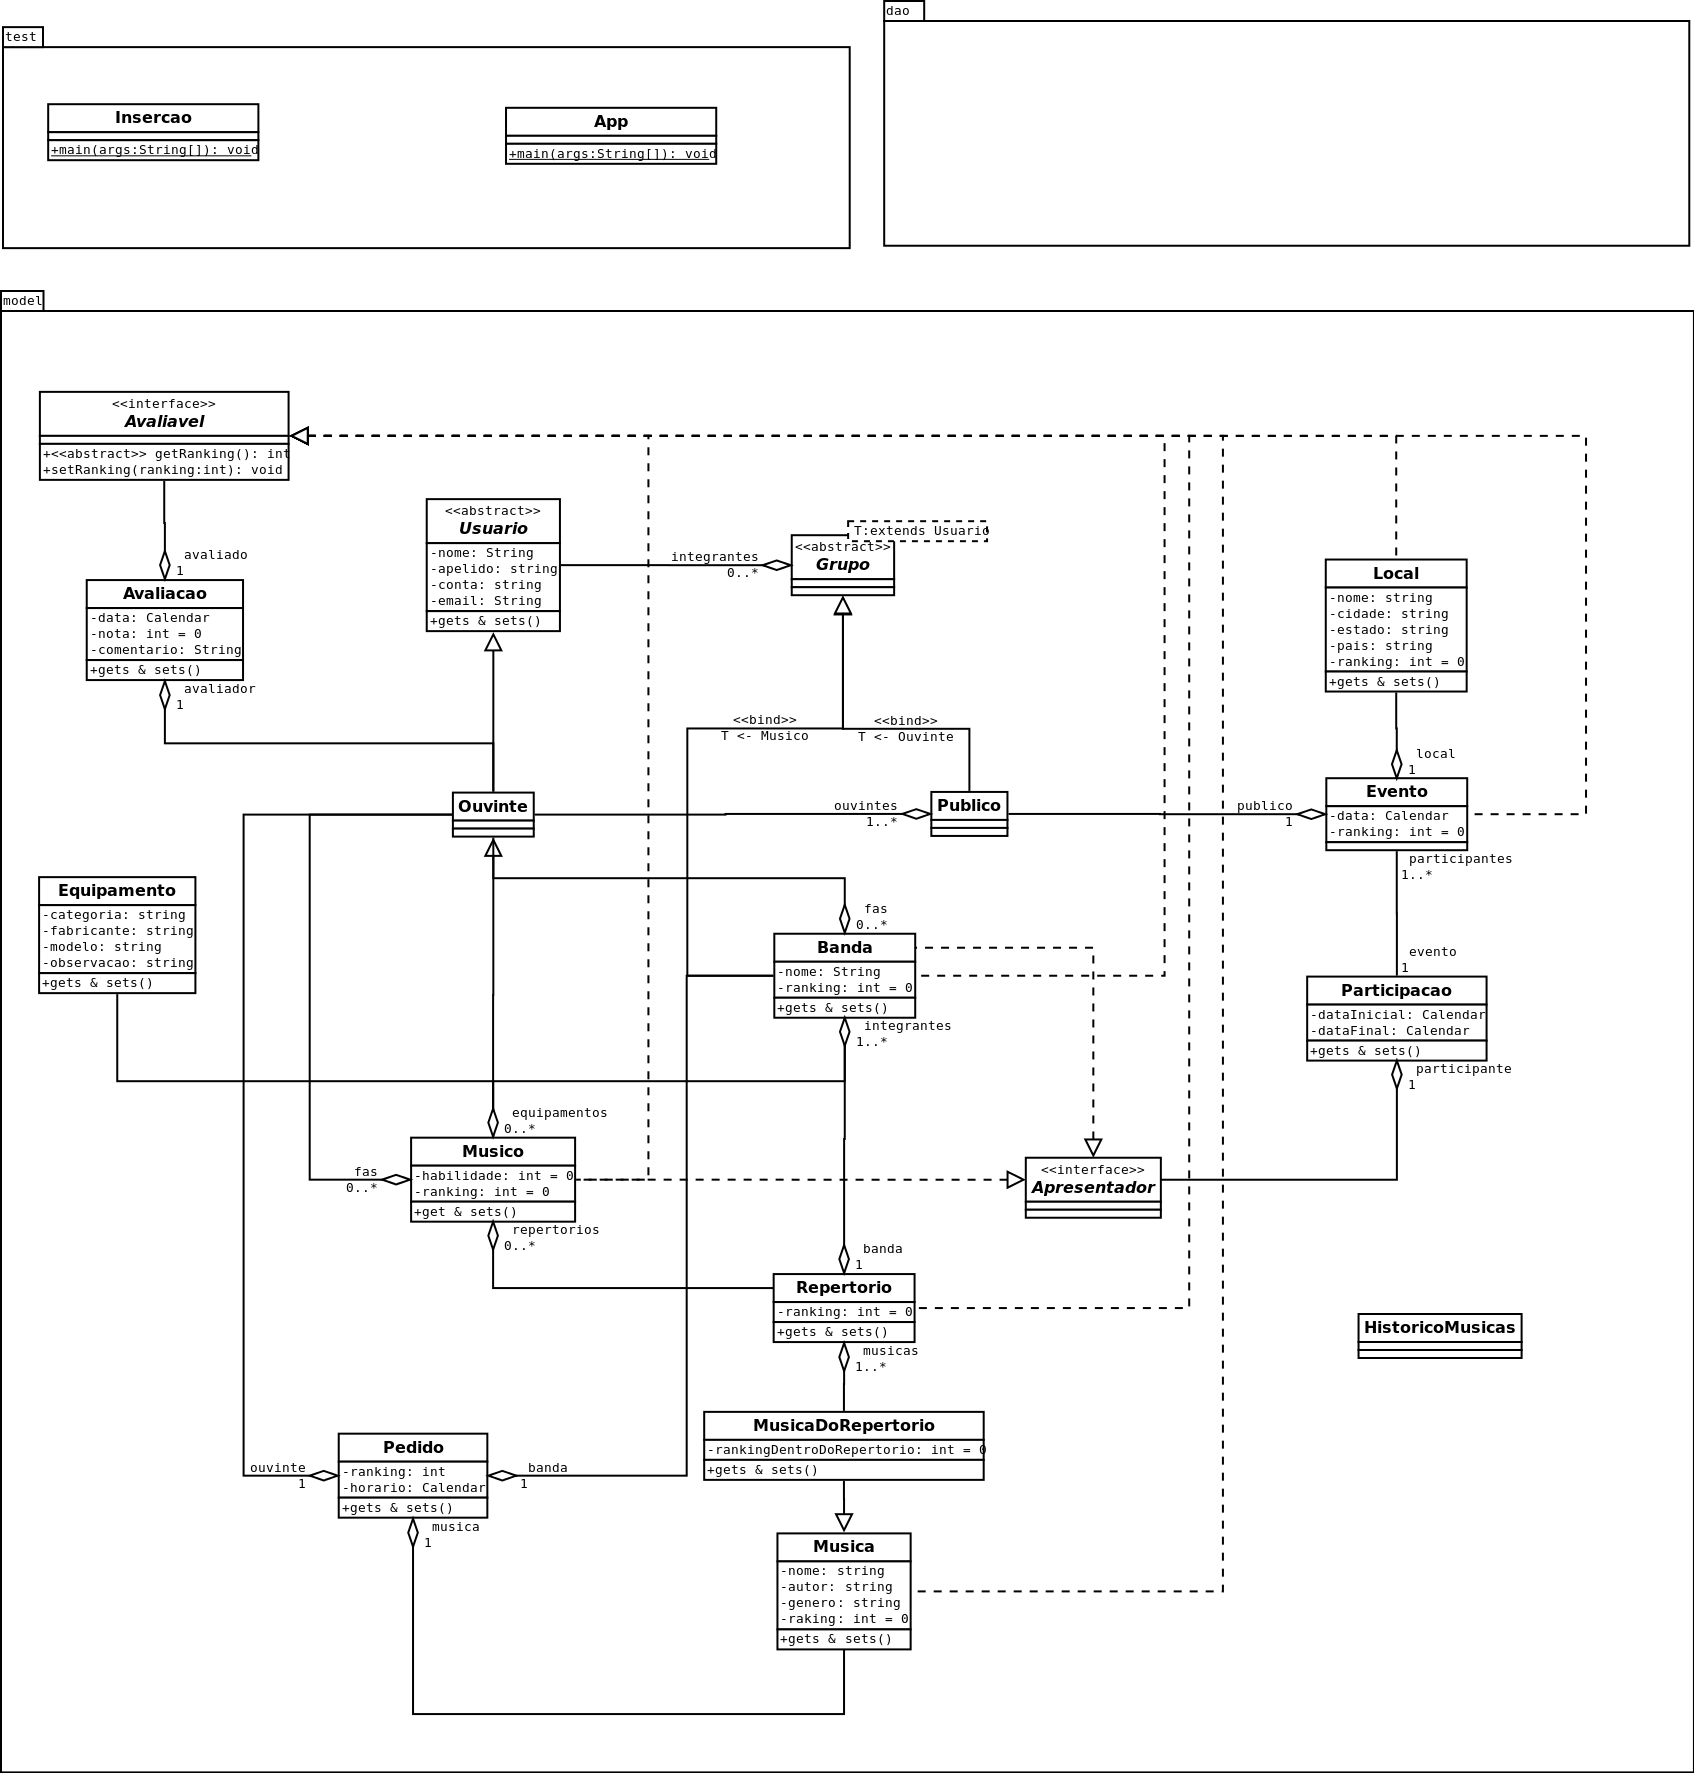 dao
test
Insercao
+main(args:String[]): void
App
+main(args:String[]): void
model
<<interface>>
Avaliavel
+<<abstract>> getRanking(): int
+setRanking(ranking:int): void
avaliado
1
Avaliacao
-data: Calendar
-nota: int = 0
-comentario: String
+gets & sets()
avaliador
1
<<abstract>>
Usuario
-nome: String
-apelido: string
-conta: string
-email: String
+gets & sets()
integrantes
0..*
T:extends Usuario
<<abstract>>
Grupo
Local
-nome: string
-cidade: string
-estado: string
-pais: string
-ranking: int = 0
+gets & sets()
<<bind>>
T <- Musico
<<bind>>
T <- Ouvinte
local
1
Ouvinte
ouvintes
1..*
Publico
publico
1
Evento
-data: Calendar
-ranking: int = 0
participantes
1..*
Equipamento
-categoria: string
-fabricante: string
-modelo: string
-observacao: string
+gets & sets()
fas
0..*
Banda
-nome: String
-ranking: int = 0
+gets & sets()
integrantes
1..*
evento
1
Participacao
-dataInicial: Calendar
-dataFinal: Calendar
+gets & sets()
participante
1
equipamentos
0..*
Musico
-habilidade: int = 0
-ranking: int = 0
+get & sets()
fas
0..*
repertorios
0..*
<<interface>>
Apresentador
banda
1
Repertorio
-ranking: int = 0
+gets & sets()
musicas
1..*
HistoricoMusicas
MusicaDoRepertorio
-rankingDentroDoRepertorio: int = 0
+gets & sets()
Pedido
-ranking: int
-horario: Calendar
+gets & sets()
ouvinte
1
banda
1
musica
1
Musica
-nome: string
-autor: string
-genero: string
-raking: int = 0
+gets & sets()